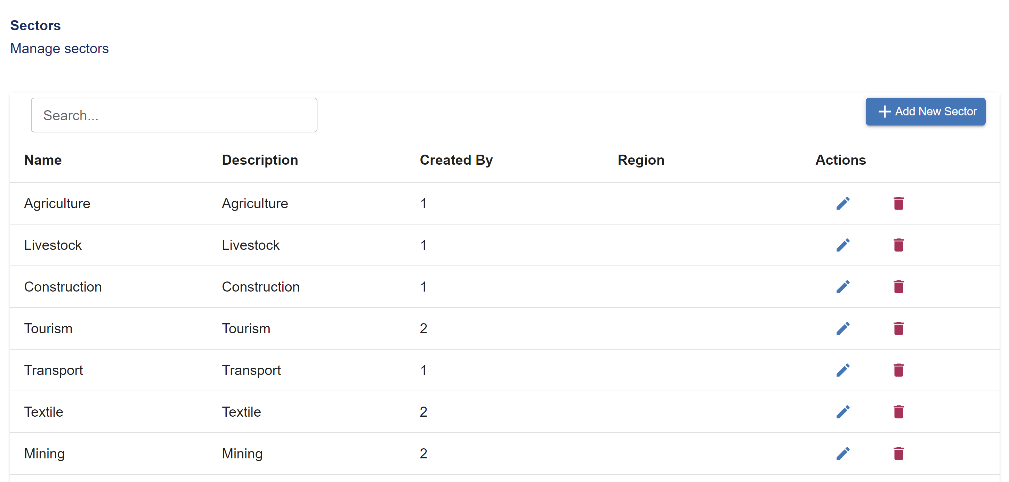 Sectors
Manage sectors
Search...
Add New Sector
Name Description Created By Region Actions
Agriculture Agriculture 1
Livestock Livestock 1
Construction Construction 1
Tourism Tourism 2
Transport Transport 1
Textile Textile 2
Mining Mining 2